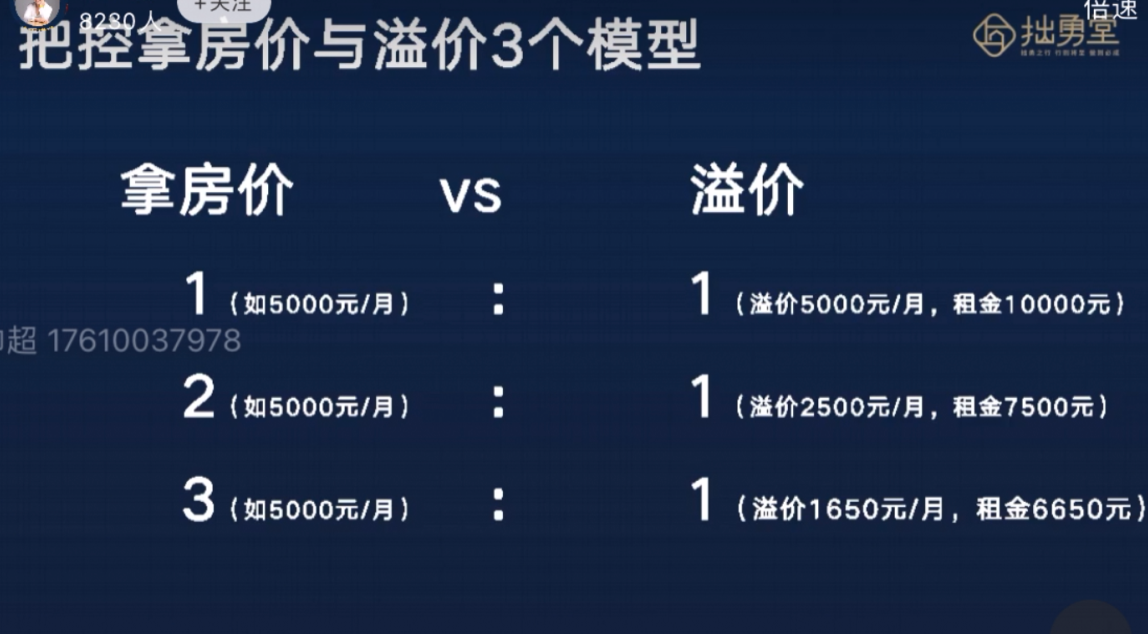 8230人
+关注
倍速
把控拿房价与溢价3个模型
拙勇堂
拿房价 vs 溢价
1（如5000元/月） : 1（溢价5000元/月，租金10000元）
超 17610037978
2（如5000元/月） : 1（溢价2500元/月，租金7500元）
3（如5000元/月） : 1（溢价1650元/月，租金6650元）